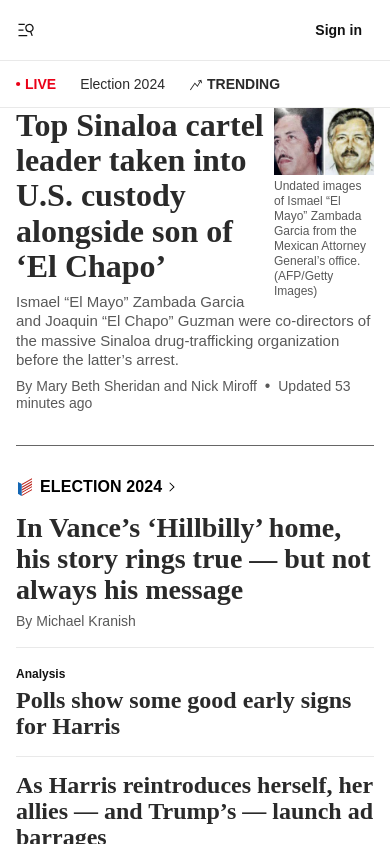 Sign in
LIVE
Election 2024
TRENDING
Top Sinaloa cartel
leader taken into
U.S. custody
alongside son of
‘El Chapo’
Undated images
of Ismael “El
Mayo” Zambada
Garcia from the
Mexican Attorney
General’s office.
(AFP/Getty
Images)
Ismael “El Mayo” Zambada Garcia
and Joaquin “El Chapo” Guzman were co-directors of
the massive Sinaloa drug-trafficking organization
before the latter’s arrest.
By Mary Beth Sheridan and Nick Miroff • Updated 53
minutes ago
ELECTION 2024
In Vance’s ‘Hillbilly’ home,
his story rings true — but not
always his message
By Michael Kranish
Analysis
Polls show some good early signs
for Harris
As Harris reintroduces herself, her
allies — and Trump’s — launch ad
barrages